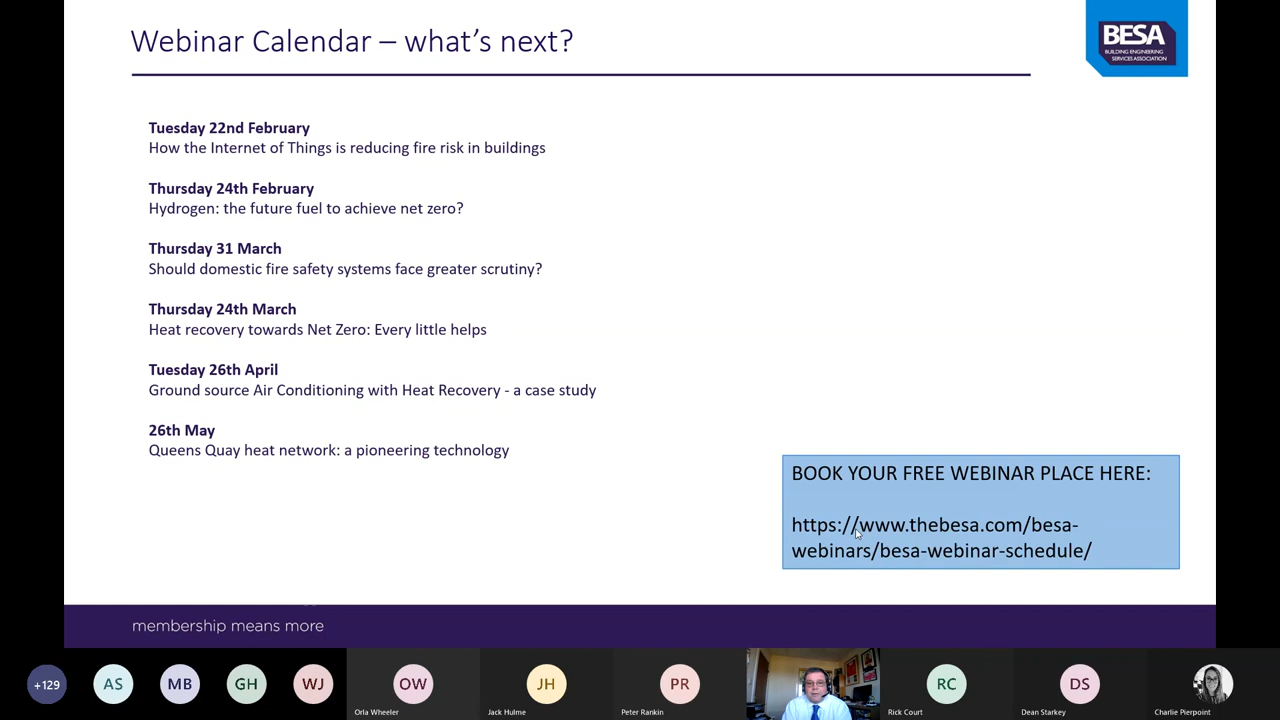 Webinar Calendar – what's next?
BESA
BUILDING ENGINEERING
SERVICES ASSOCIATION
Tuesday 22nd February
How the Internet of Things is reducing fire risk in buildings
Thursday 24th February
Hydrogen: the future fuel to achieve net zero?
Thursday 31 March
Should domestic fire safety systems face greater scrutiny?
Thursday 24th March
Heat recovery towards Net Zero: Every little helps
Tuesday 26th April
Ground source Air Conditioning with Heat Recovery - a case study
26th May
Queens Quay heat network: a pioneering technology
BOOK YOUR FREE WEBINAR PLACE HERE:
https://www.thebesa.com/besa-
webinars/besa-webinar-schedule/
membership means more
+129
AS
MB
GH
WJ
OW
JH
PR
RC
DS
Orla Wheeler
Jack Hulme
Peter Rankin
Rick Court
Dean Starkey
Charlie Pierpoint